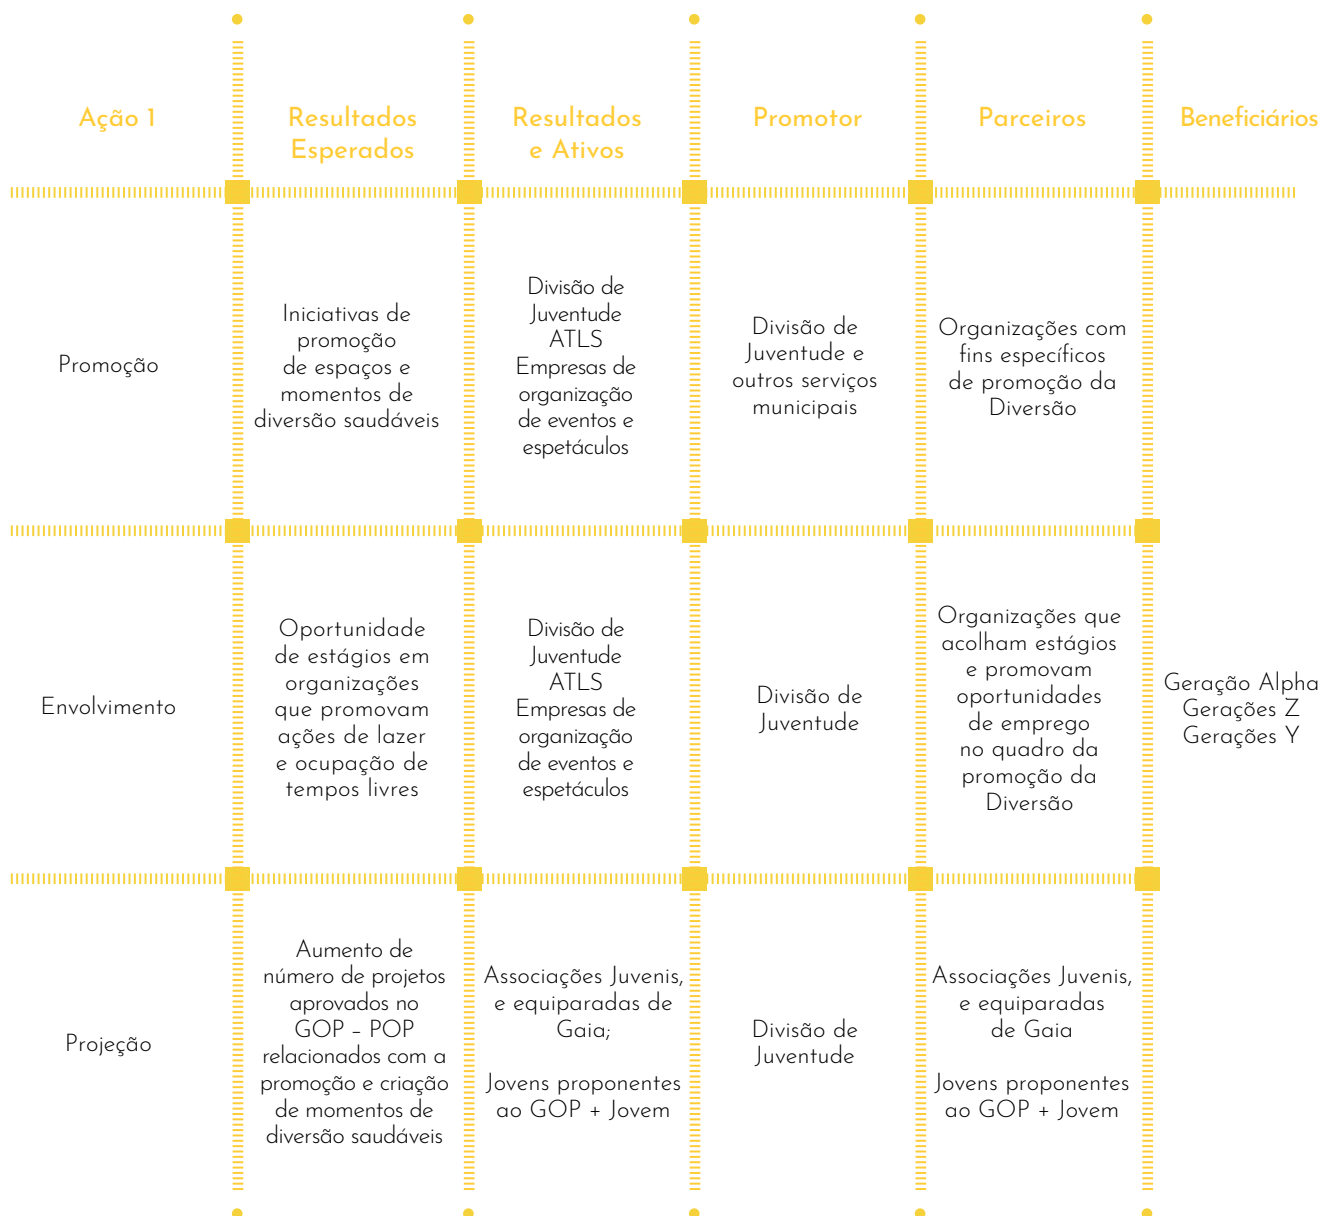 Ação 1
Resultados
Esperados
Resultados
e Ativos
Promotor
Parceiros
Beneficiários
Promoção
Iniciativas de
promoção
de espaços e
momentos de
diversão saudáveis
Divisão de
Juventude
ATLS
Empresas de
organização
de eventos e
espetáculos
Divisão de
Juventude e
outros serviços
municipais
Organizações com
fins específicos
de promoção da
Diversão
Envolvimento
Oportunidade
de estágios em
organizações
que promovam
ações de lazer
e ocupação de
tempos livres
Divisão de
Juventude
ATLS
Empresas de
organização
de eventos e
espetáculos
Divisão de
Juventude
Organizações que
acolham estágios
e promovam
oportunidades
de emprego
no quadro da
promoção da
Diversão
Geração Alpha
Gerações Z
Gerações Y
Projeção
Aumento de
número de projetos
aprovados no
GOP – POP
relacionados com a
promoção e criação
de momentos de
diversão saudáveis
Associações Juvenis,
e equiparadas de
Gaia;
Jovens proponentes
ao GOP + Jovem
Divisão de
Juventude
Associações Juvenis,
e equiparadas
de Gaia
Jovens proponentes
ao GOP + Jovem